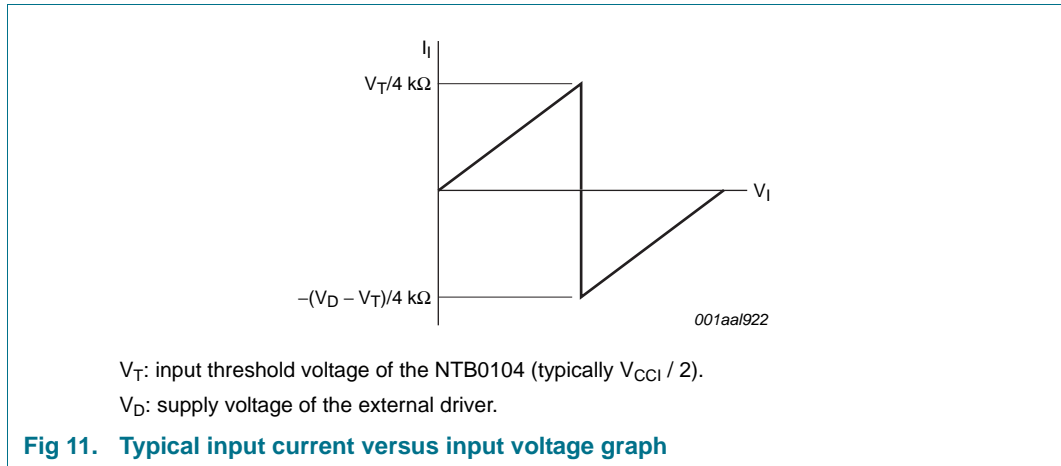 I_I
V_T/4 kΩ
V_I
−(V_D − V_T)/4 kΩ
001aal922
V_T: input threshold voltage of the NTB0104 (typically V_CCI / 2).
V_D: supply voltage of the external driver.
Fig 11. Typical input current versus input voltage graph